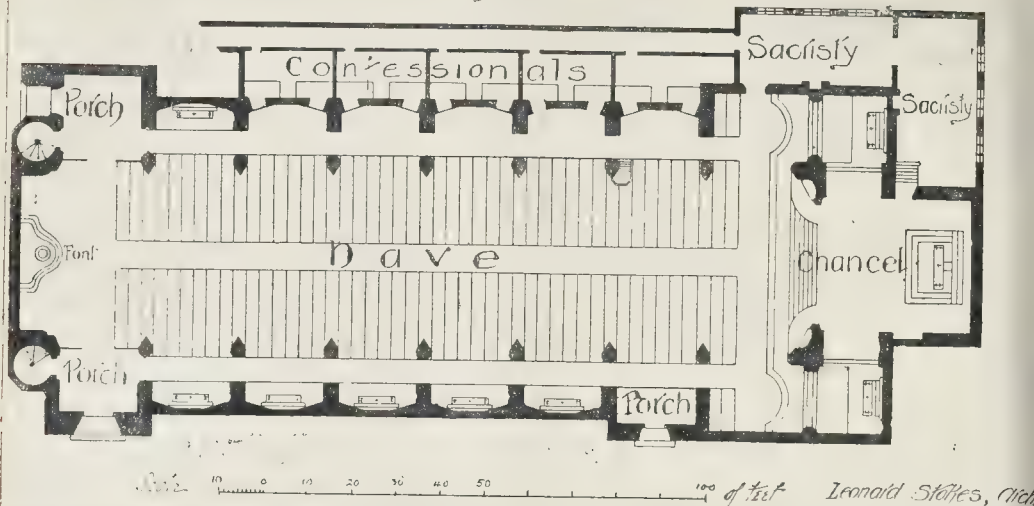 Sacristy
Confessionals
Porch
Sacristy
Font
nave
Chancel
Porch
Porch
10 0 10 20 30 40 50 100 of feet Leonard Stokes,